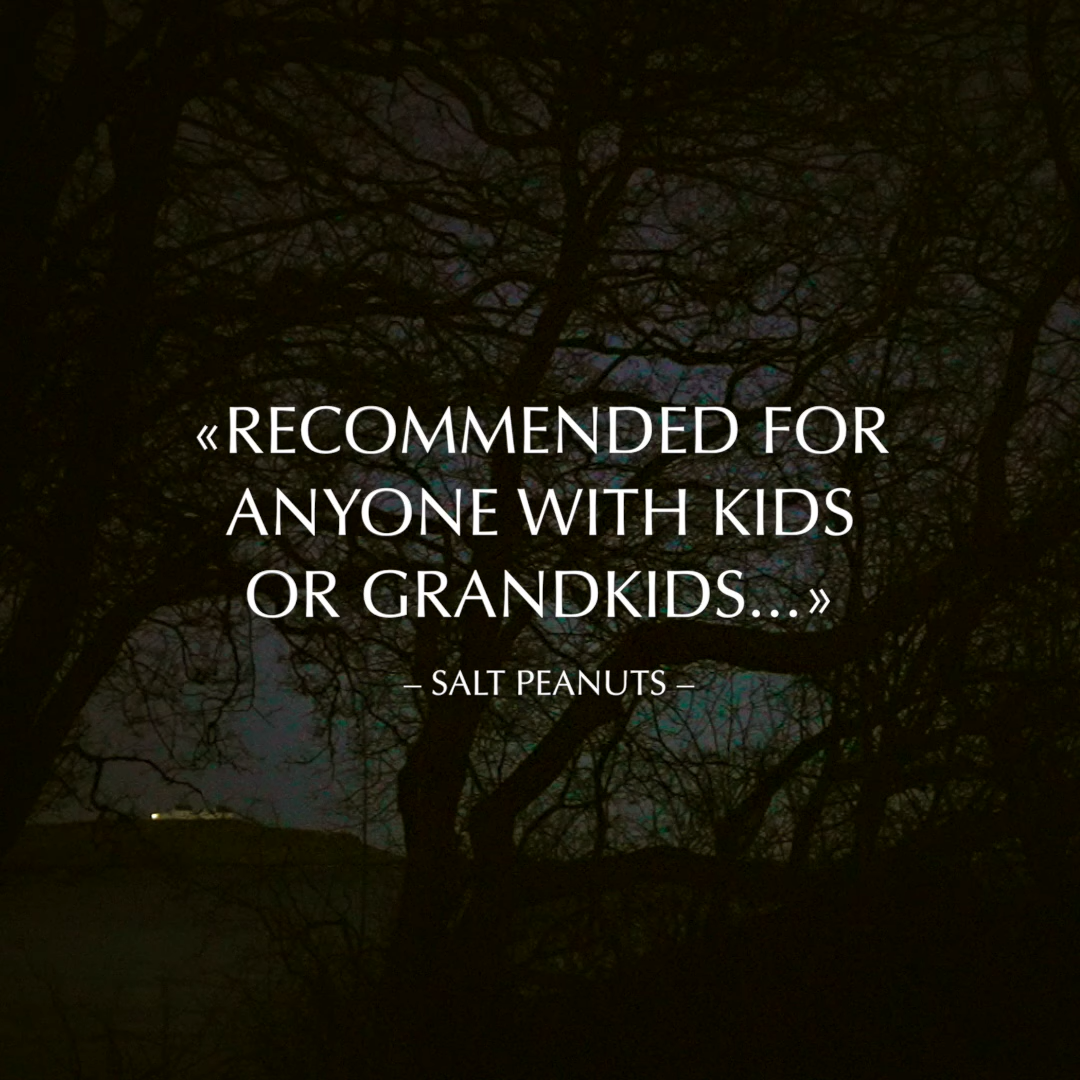 «RECOMMENDED FOR
ANYONE WITH KIDS
OR GRANDKIDS...»
– SALT PEANUTS –